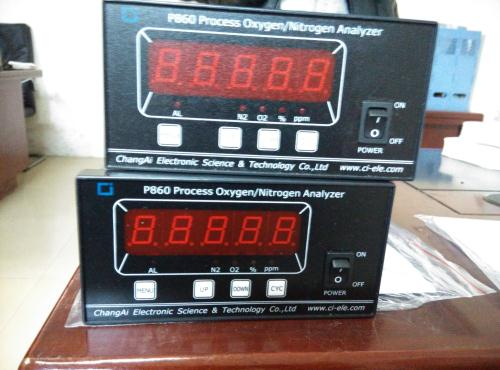 P860 Process Oxygen/Nitrogen Analyzer
8.8.8.8.8
AL N2 O2 % ppm
ON
OFF
POWER
ChangAi Electronic Science & Technology Co.,Ltd www.ci-ele.com
Ci P860 Process Oxygen/Nitrogen Analyzer
8.8.8.8.8
AL N2 O2 % ppm
ON
OFF
MENU UP DOWN CYC
POWER
ChangAi Electronic Science & Technology Co.,Ltd www.ci-ele.com